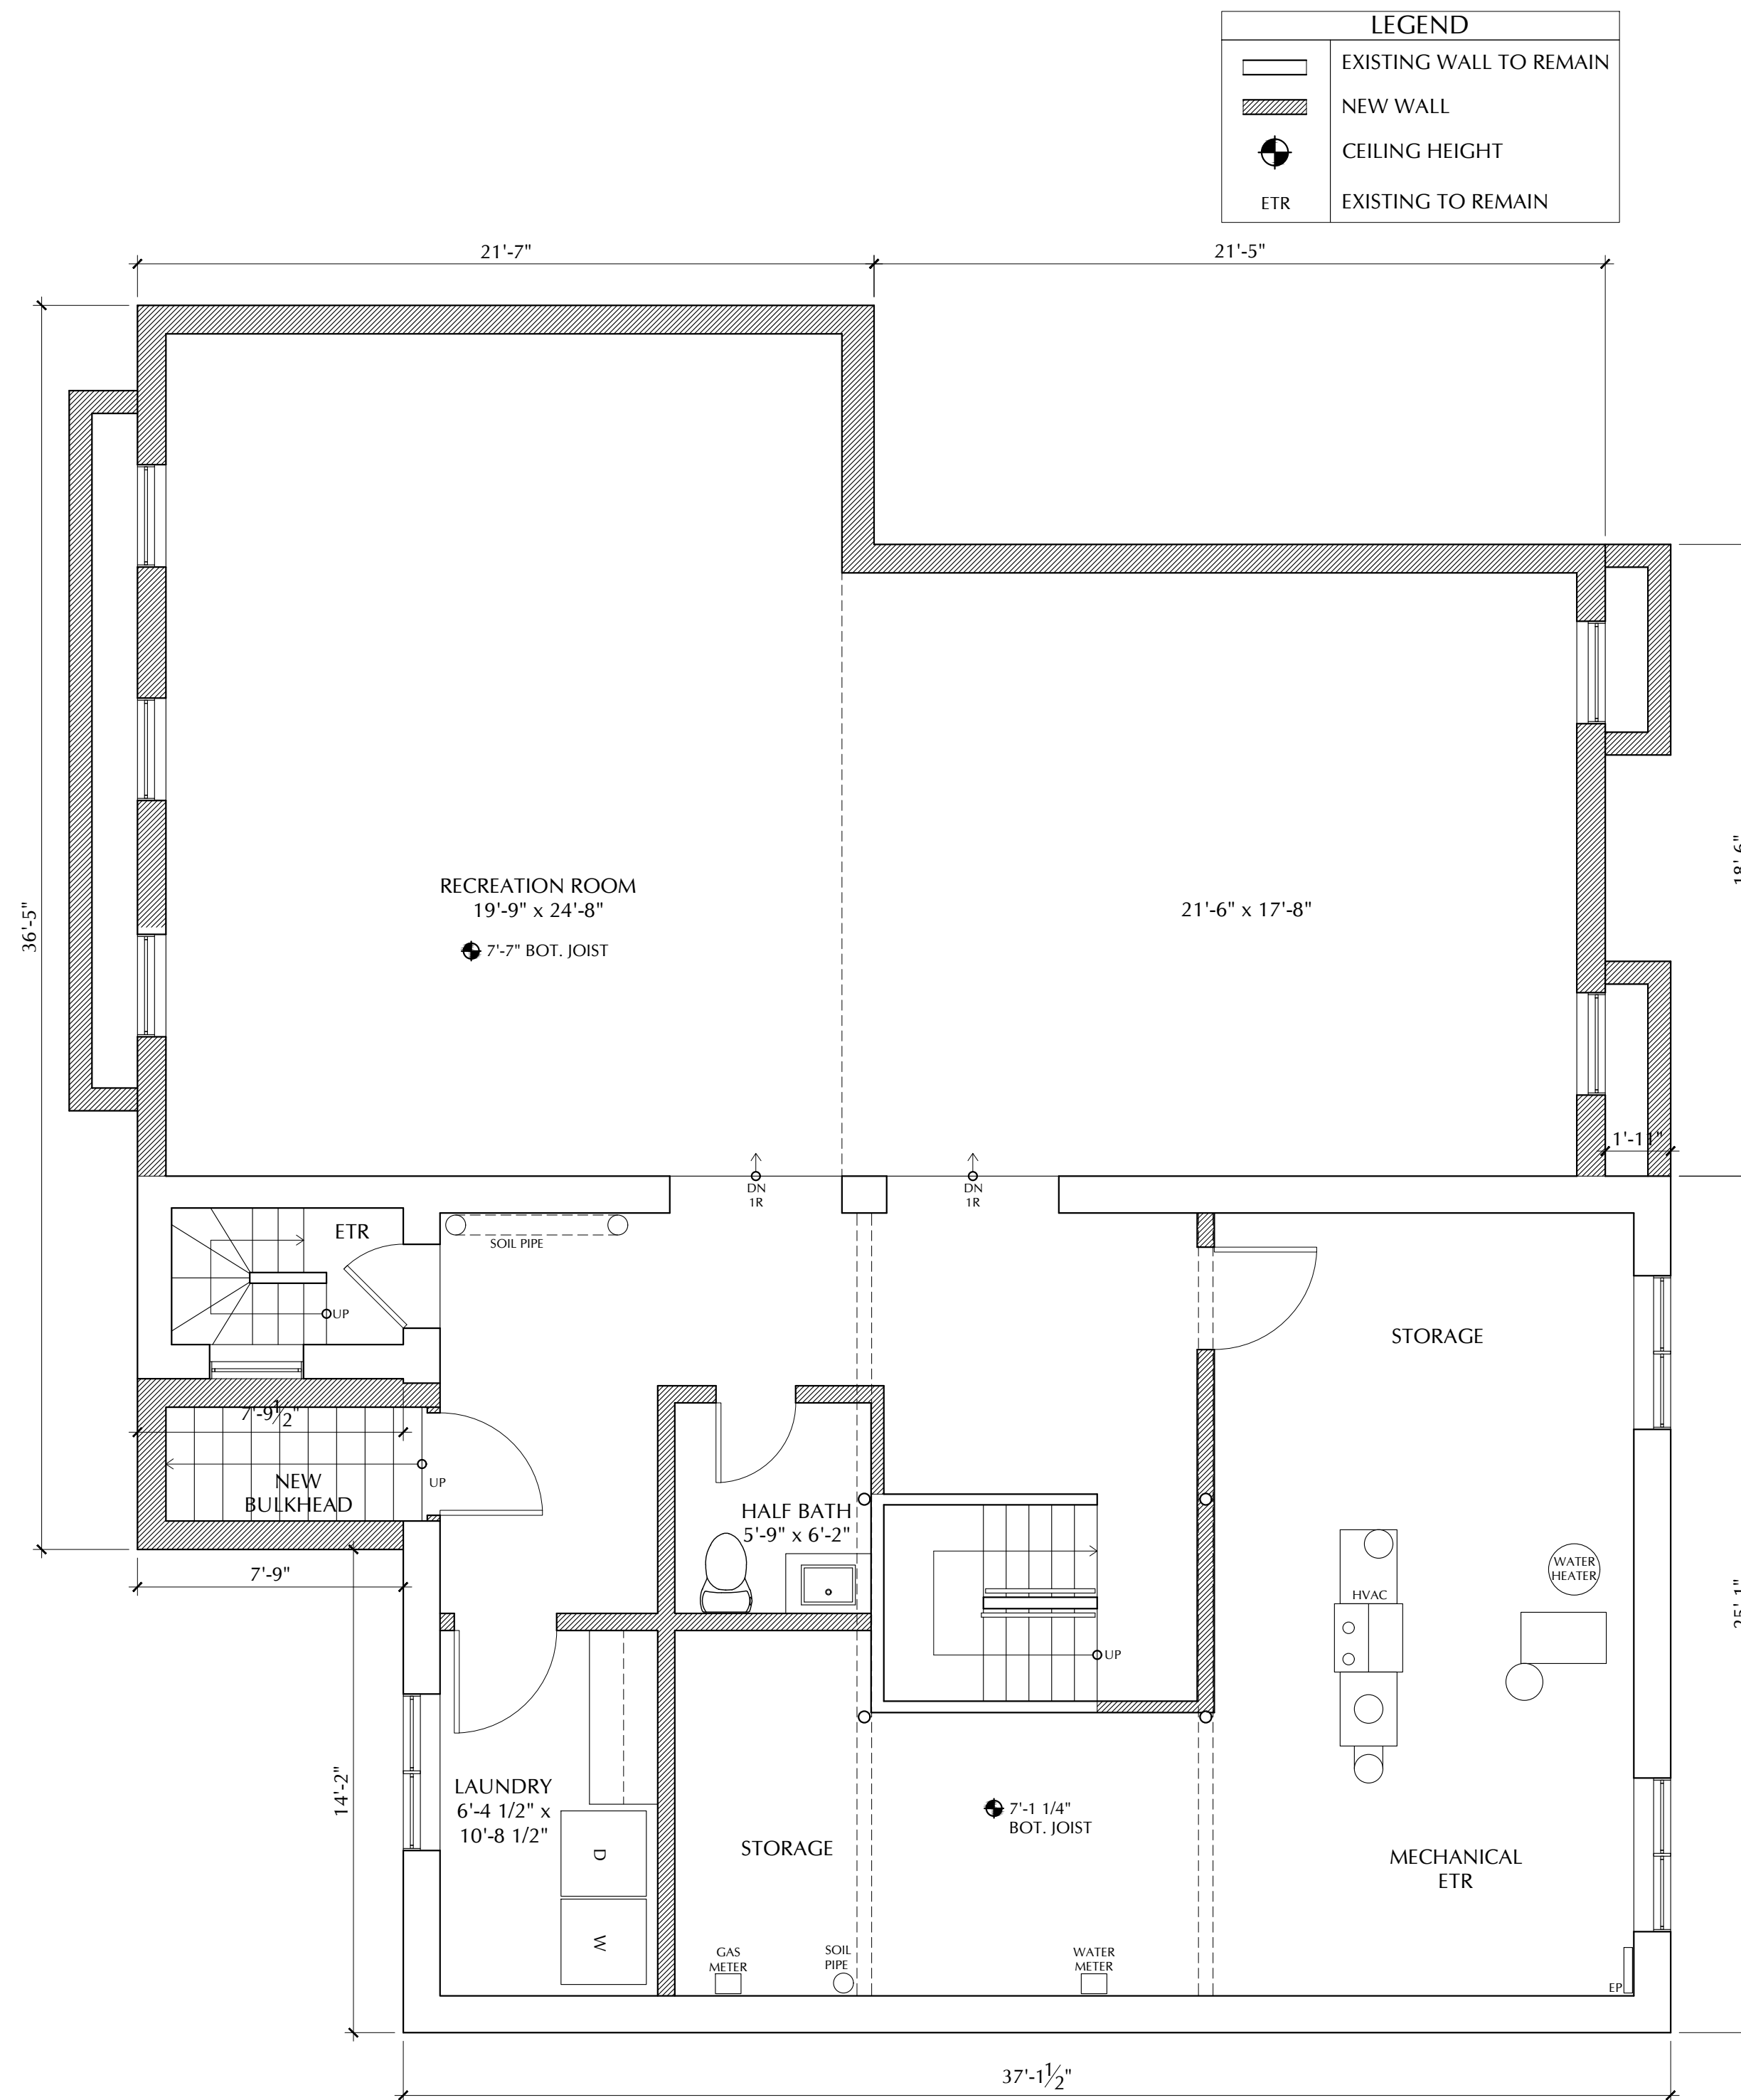 LEGEND
EXISTING WALL TO REMAIN
NEW WALL
CEILING HEIGHT
ETR EXISTING TO REMAIN
21'-7"
21'-5"
36'-5"
18'-6"
RECREATION ROOM
19'-9" x 24'-8"
7'-7" BOT. JOIST
21'-6" x 17'-8"
1'-11"
DN
1R
DN
1R
ETR
UP
SOIL PIPE
STORAGE
7'-9 1/2"
NEW
BULKHEAD
UP
HALF BATH
5'-9" x 6'-2"
7'-9"
HVAC
WATER
HEATER
25'-1"
UP
14'-2"
LAUNDRY
6'-4 1/2" x
10'-8 1/2"
D
W
STORAGE
7'-1 1/4"
BOT. JOIST
MECHANICAL
ETR
GAS
METER
SOIL
PIPE
WATER
METER
EP
37'-1 1/2"